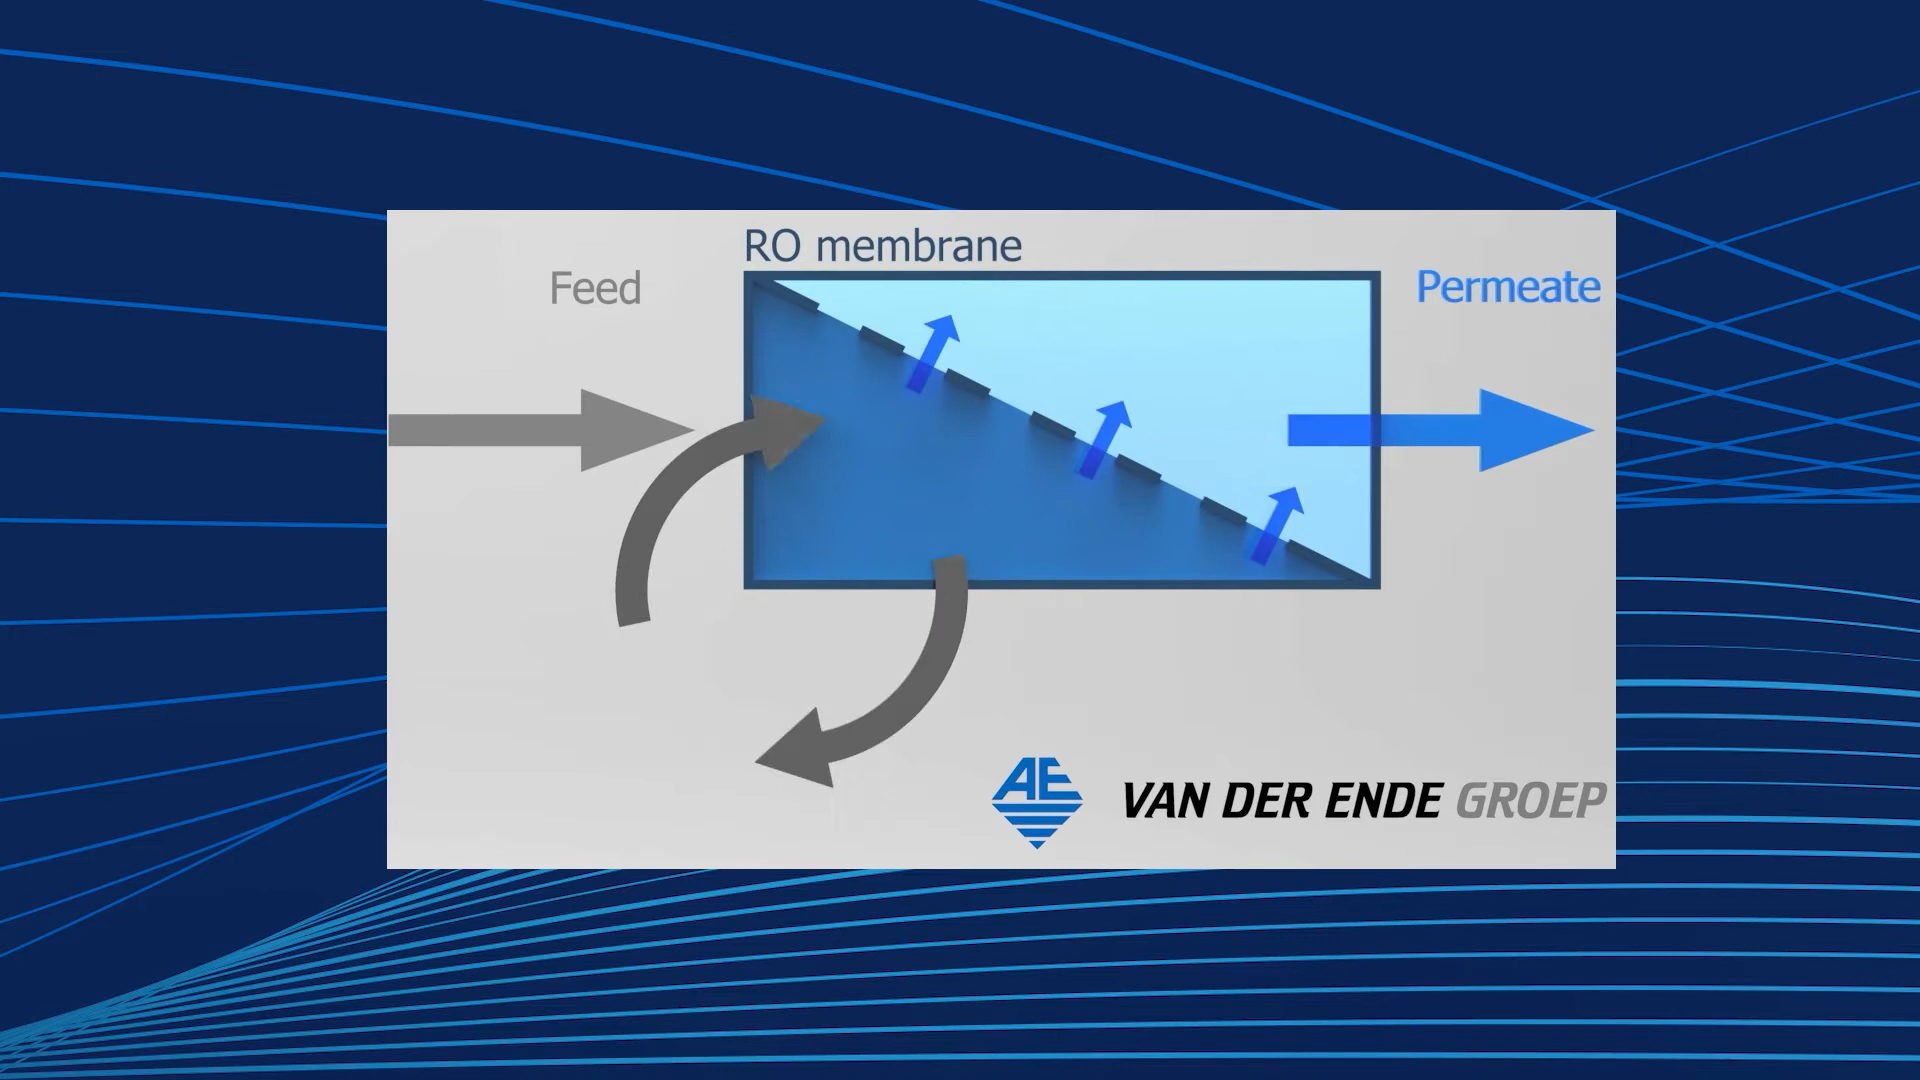 RO membrane
Feed
Permeate
AE
VAN DER ENDE GROEP